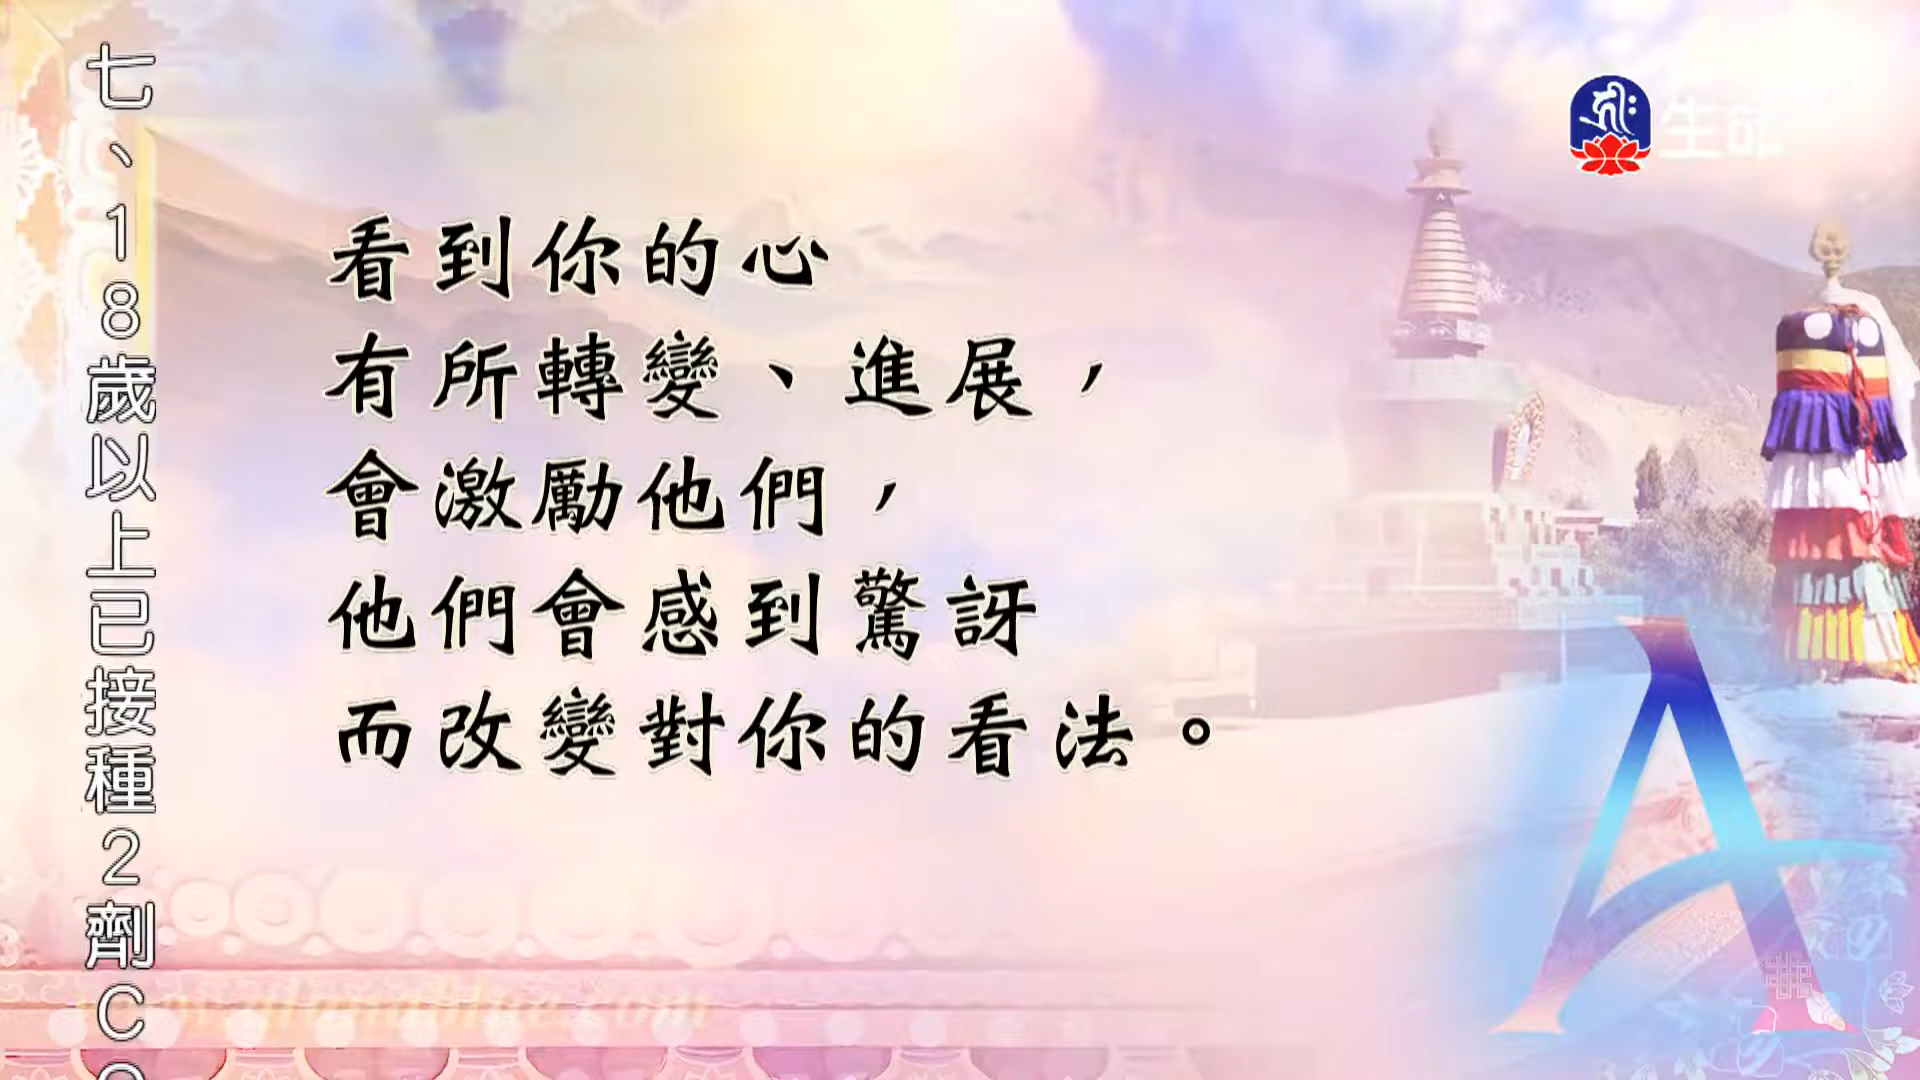 七、18歲以上已接種2劑C
生命
看到你的心
有所轉變、進展，
會激勵他們，
他們會感到驚訝
而改變對你的看法。
A